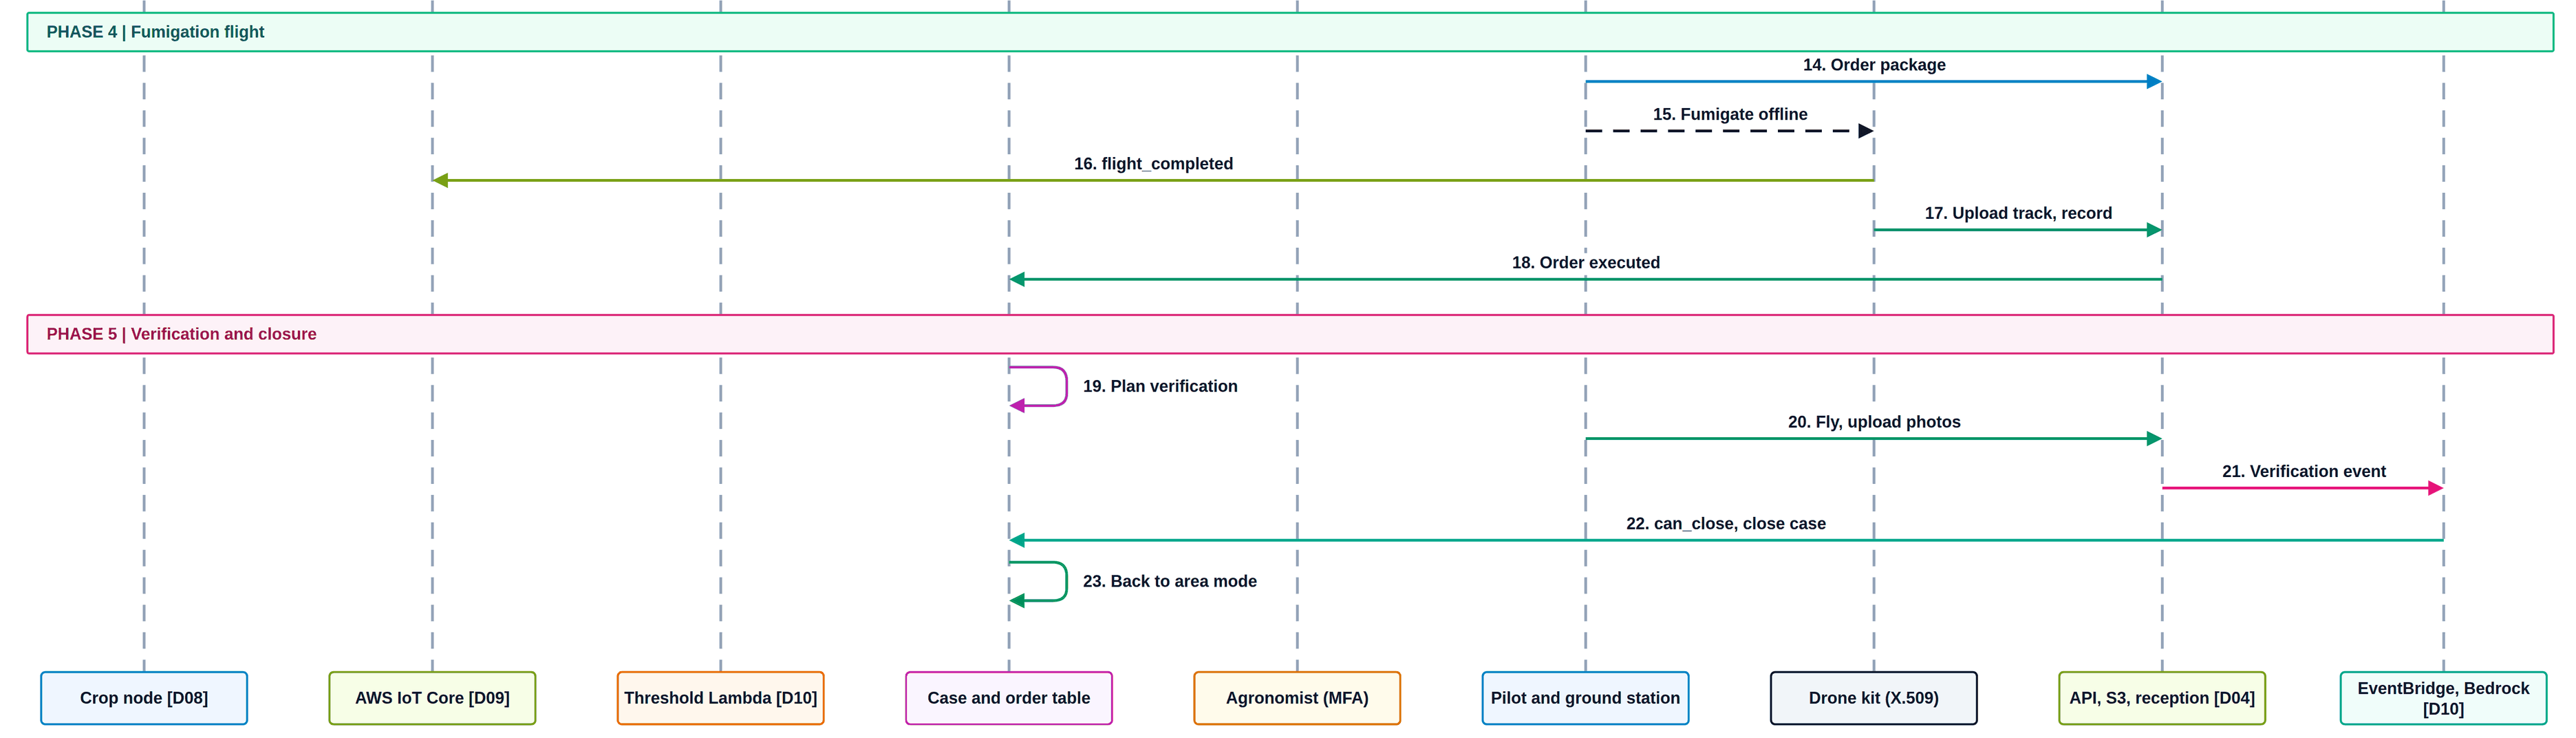 PHASE 4 | Fumigation flight
14. Order package
15. Fumigate offline
16. flight_completed
17. Upload track, record
18. Order executed
PHASE 5 | Verification and closure
19. Plan verification
20. Fly, upload photos
21. Verification event
22. can_close, close case
23. Back to area mode
Crop node [D08]
AWS IoT Core [D09]
Threshold Lambda [D10]
Case and order table
Agronomist (MFA)
Pilot and ground station
Drone kit (X.509)
API, S3, reception [D04]
EventBridge, Bedrock
[D10]